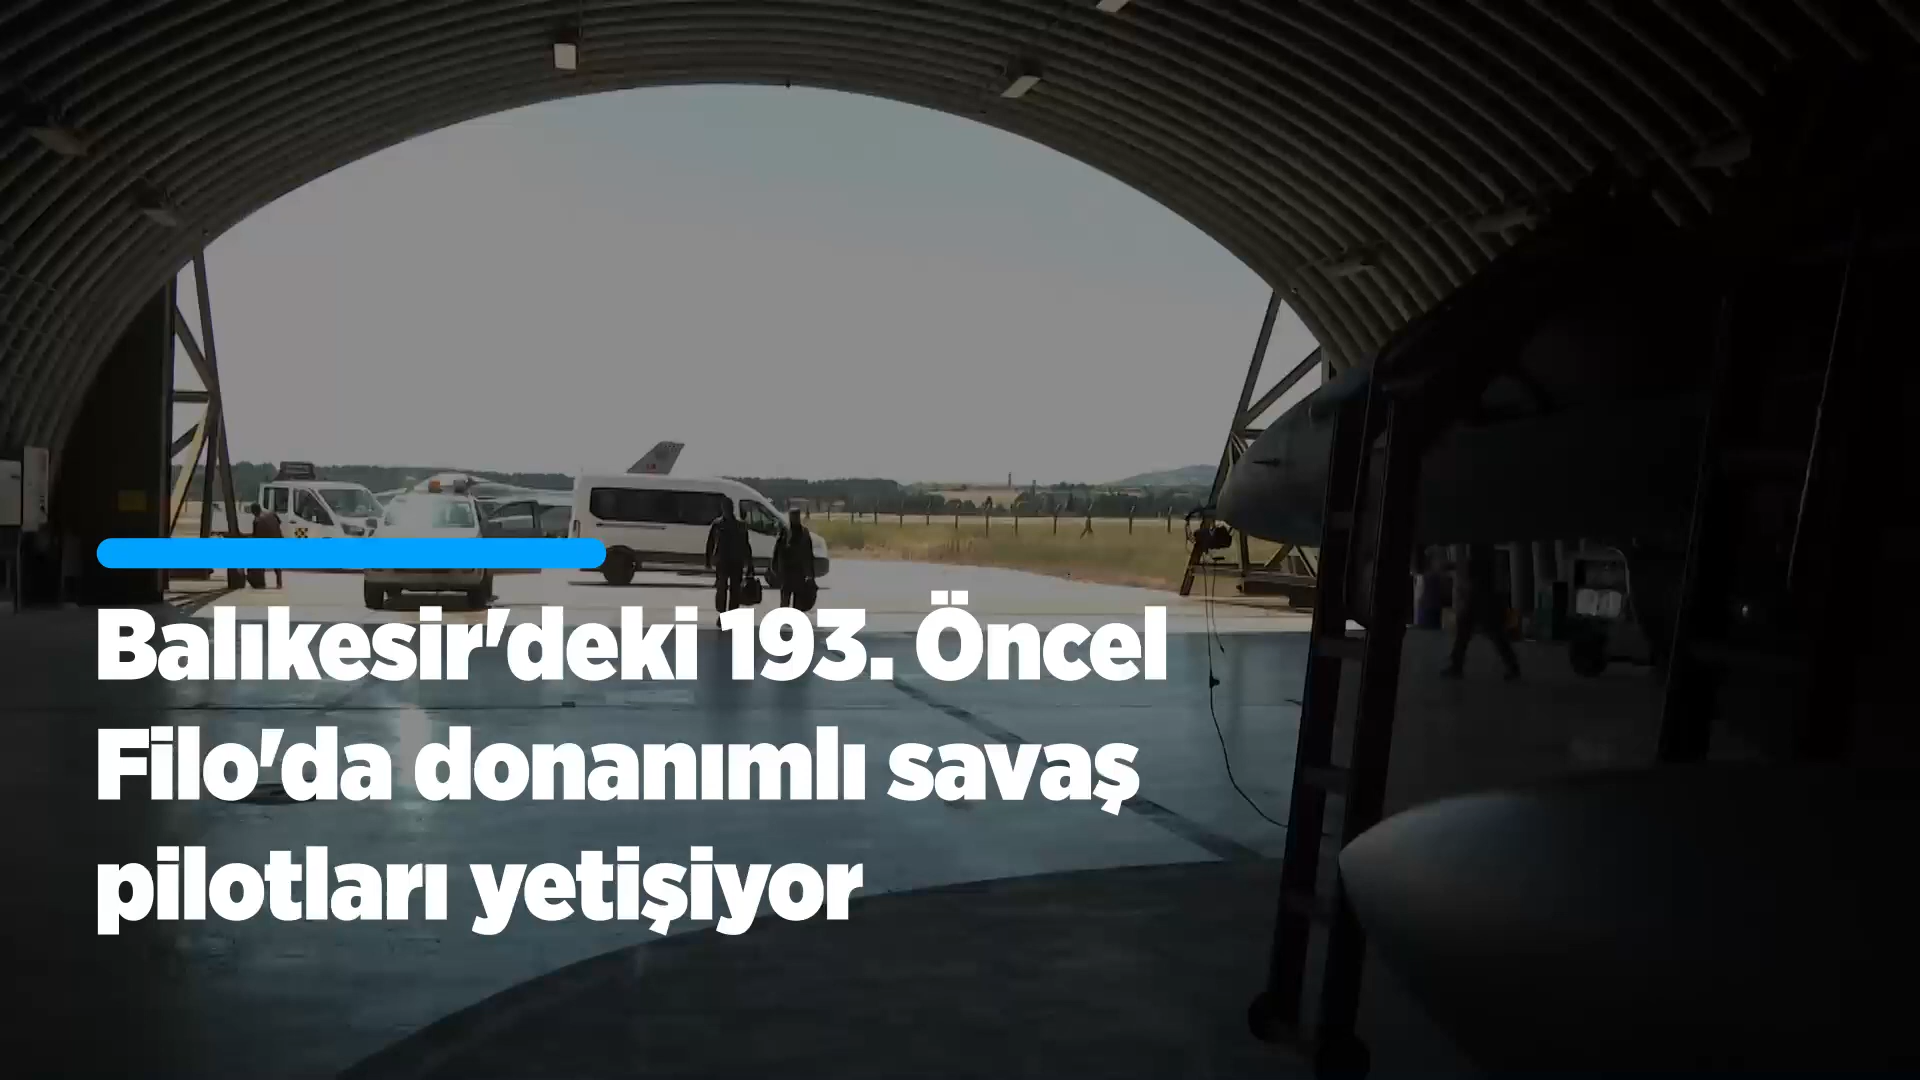 Balıkesir'deki 193. Öncel
Filo'da donanımlı savaş
pilotları yetişiyor